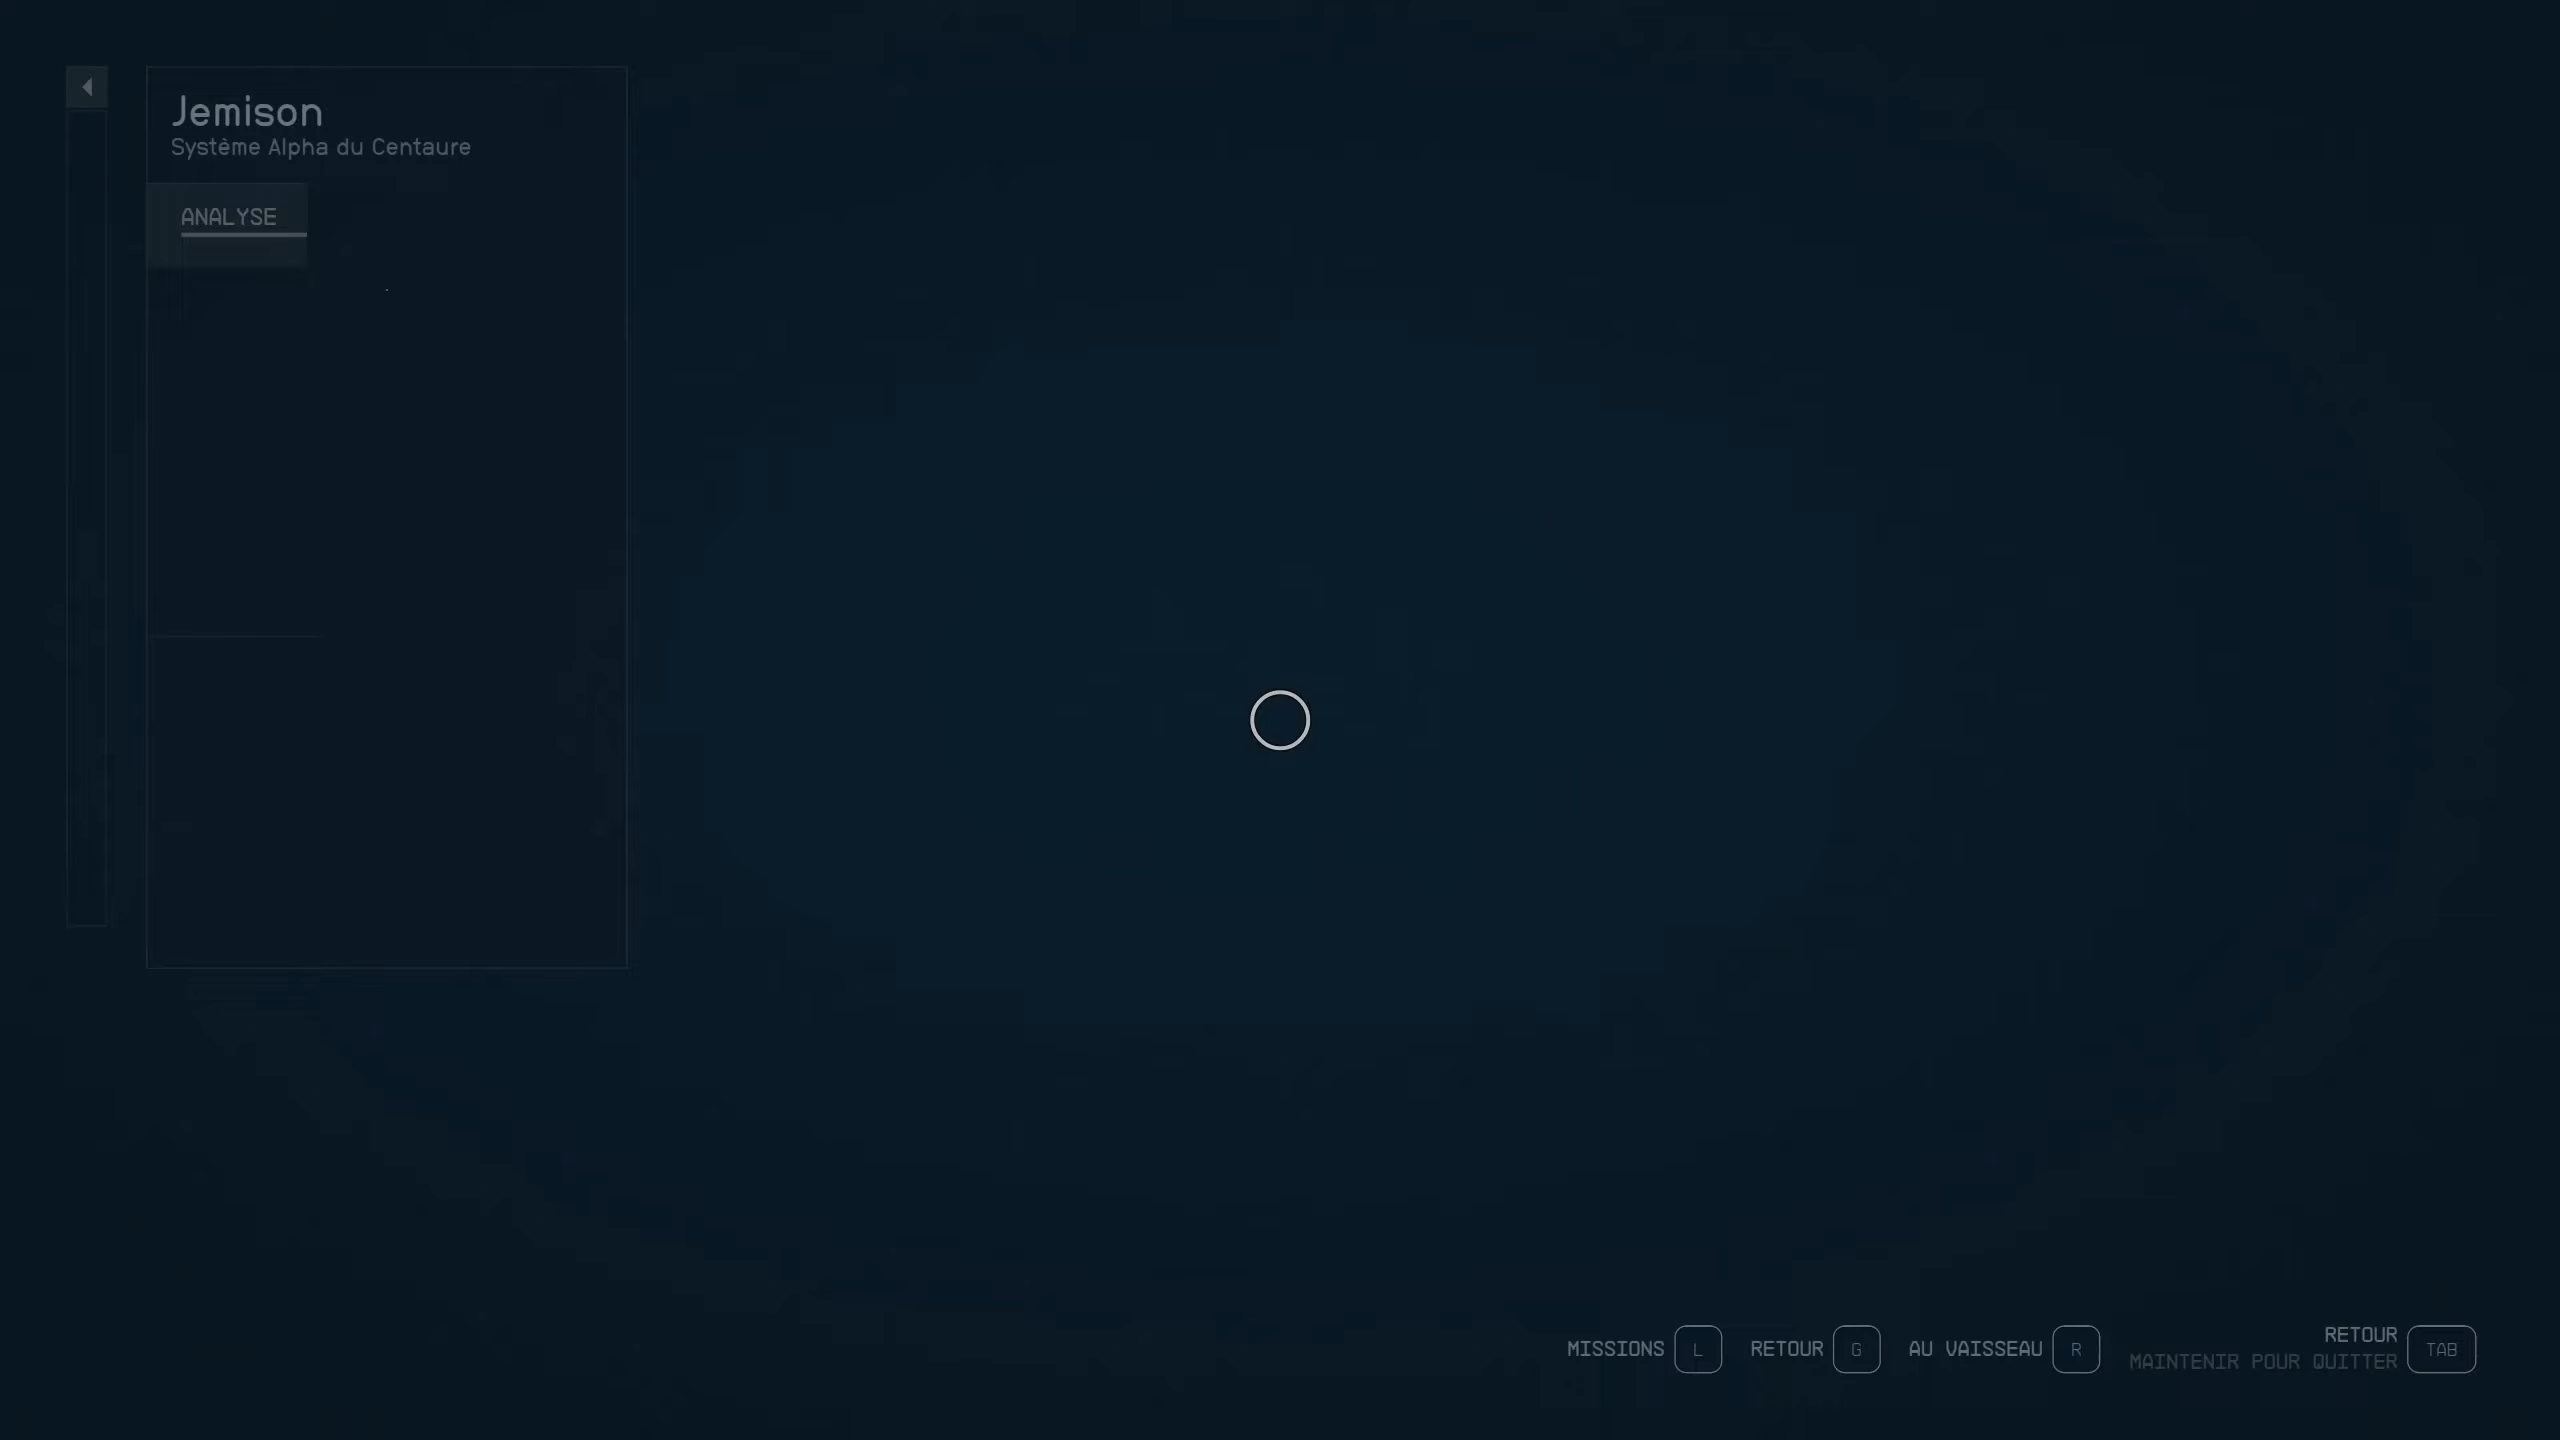 Jemison
Système Alpha du Centaure
ANALYSE
MISSIONS L RETOUR G AU VAISSEAU R RETOUR TAB
MAINTENIR POUR QUITTER